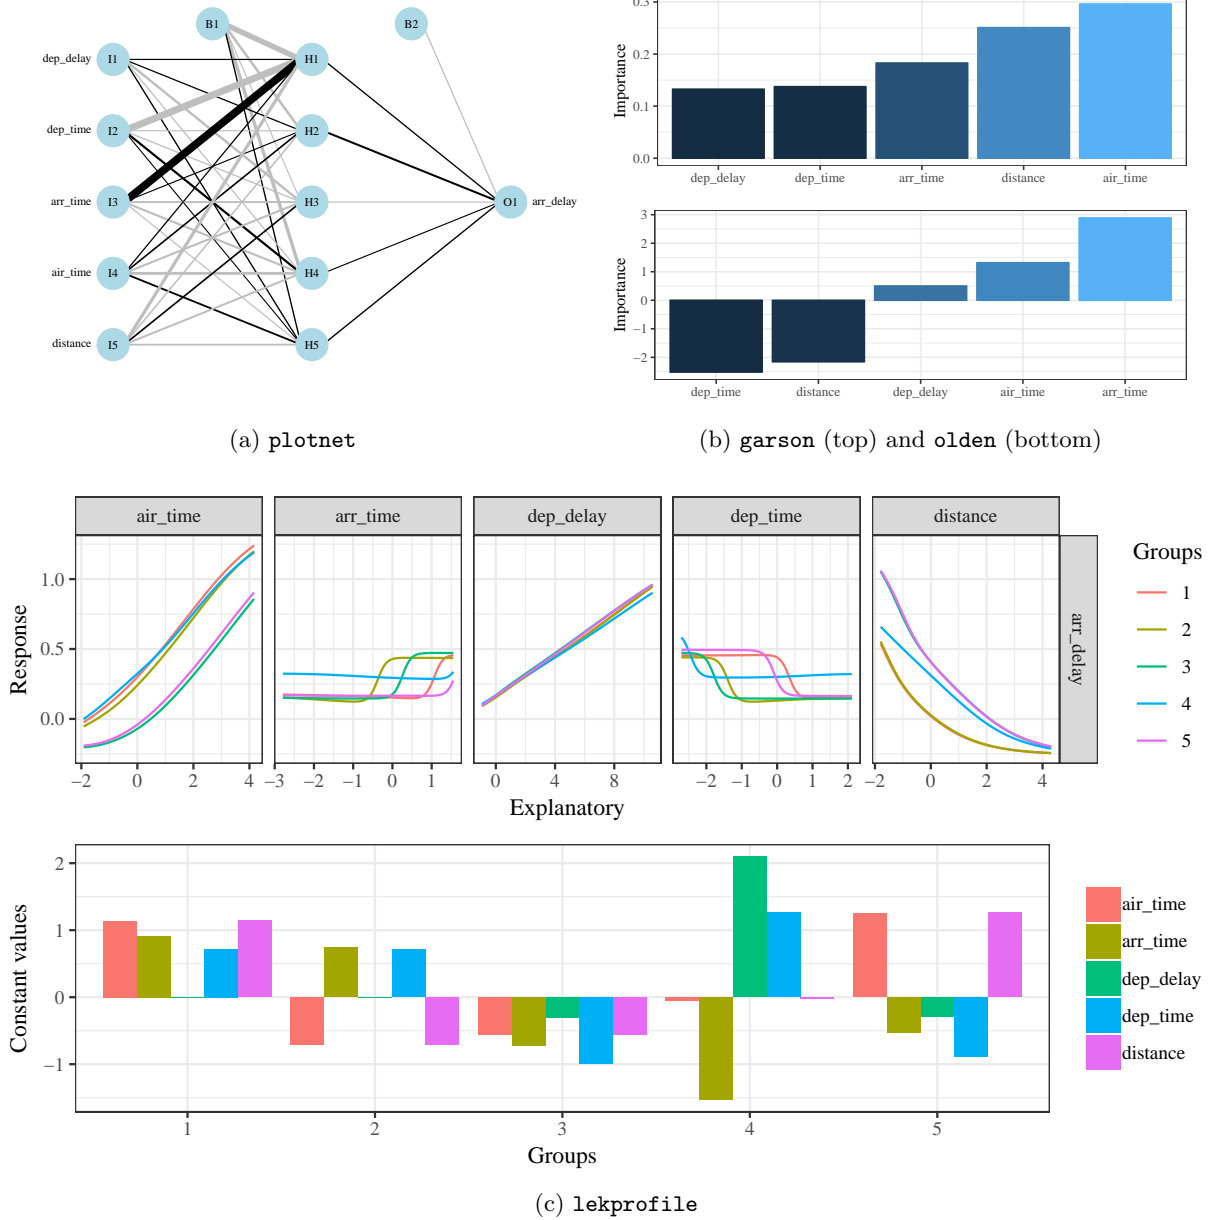 B1
B2
dep_delay I1 H1
dep_time I2 H2
arr_time I3 H3 O1 arr_delay
air_time I4 H4
distance I5 H5
Importance
0.3
0.2
0.1
0.0
dep_delay dep_time arr_time distance air_time
Importance
3
2
1
0
−1
−2
dep_time distance dep_delay air_time arr_time
(a) plotnet
(b) garson (top) and olden (bottom)
air_time arr_time dep_delay dep_time distance
arr_delay
Response
1.0
0.5
0.0
−2 0 2 4 −3 −2 −1 0 1 0 4 8 −2 −1 0 1 2 −2 0 2 4
Explanatory
Groups
1
2
3
4
5
Constant values
2
1
0
−1
1 2 3 4 5
Groups
air_time
arr_time
dep_delay
dep_time
distance
(c) lekprofile